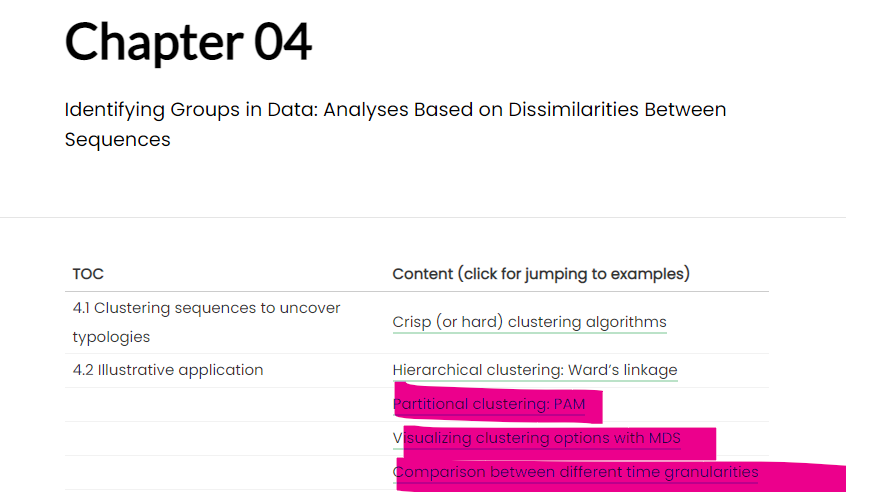 Chapter 04
Identifying Groups in Data: Analyses Based on Dissimilarities Between
Sequences
TOC
Content (click for jumping to examples)
4.1 Clustering sequences to uncover
typologies
Crisp (or hard) clustering algorithms
4.2 Illustrative application
Hierarchical clustering: Ward's linkage
Partitional clustering: PAM
Visualizing clustering options with MDS
Comparison between different time granularities